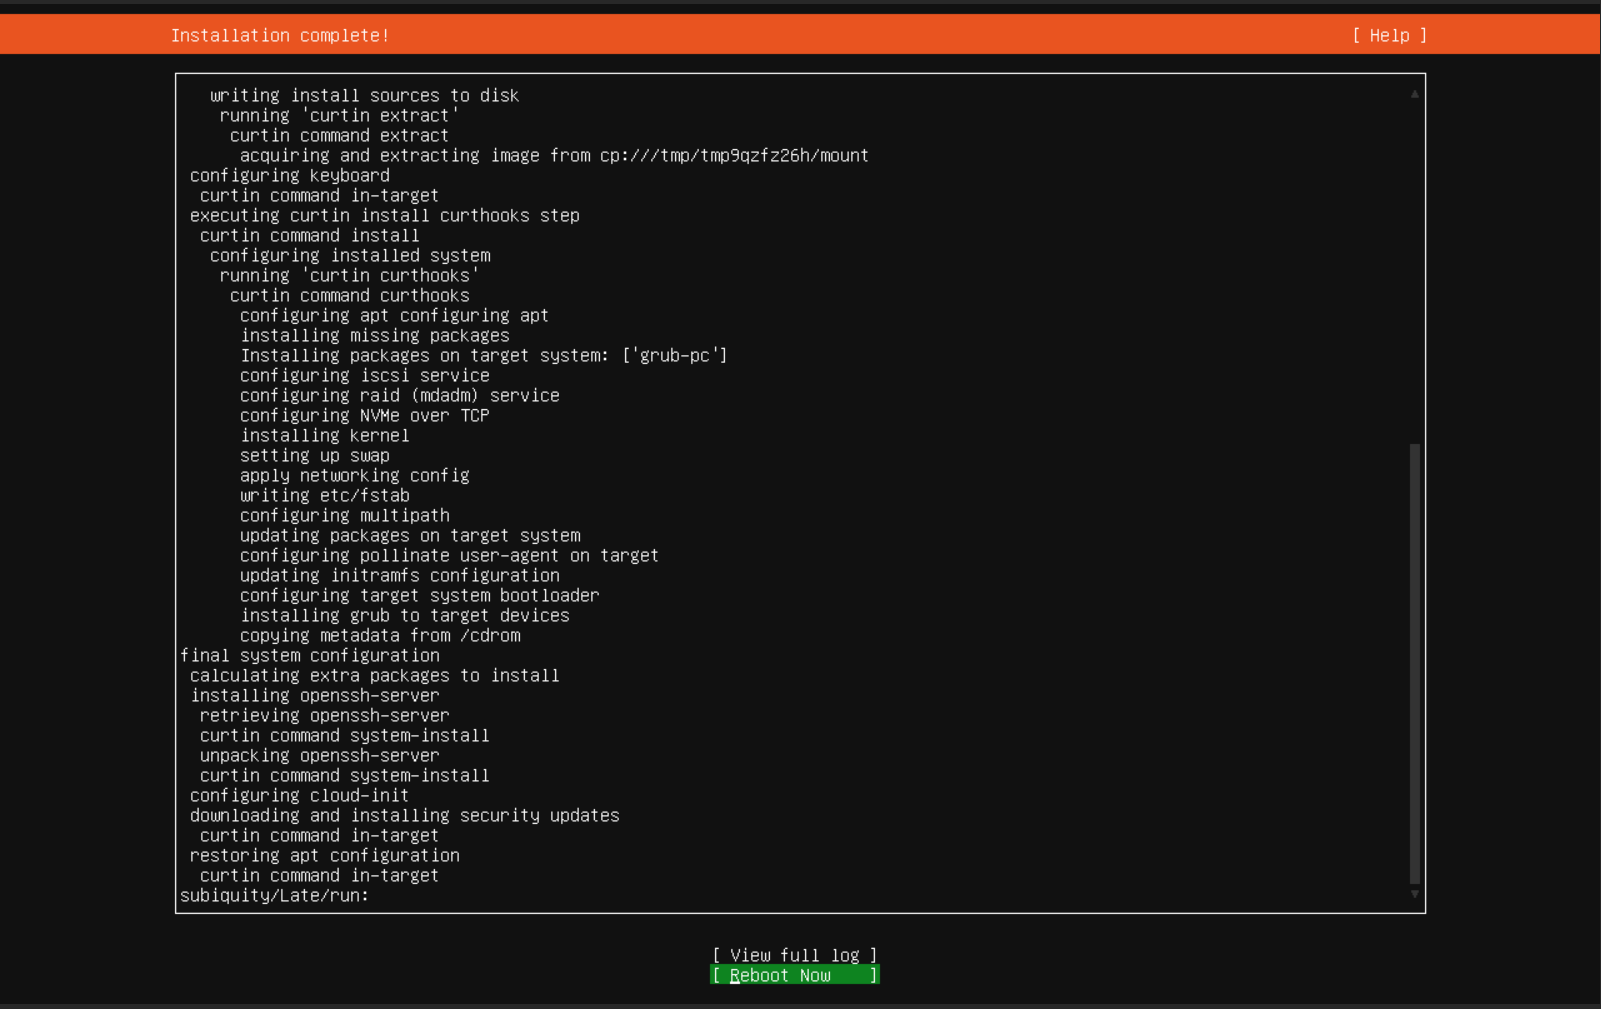 Installation complete!
[ Help ]
writing install sources to disk
running 'curtin extract'
curtin command extract
acquiring and extracting image from cp:///tmp/tmp9qzfz26h/mount
configuring keyboard
curtin command in-target
executing curtin install curthooks step
curtin command install
configuring installed system
running 'curtin curthooks'
curtin command curthooks
configuring apt configuring apt
installing missing packages
Installing packages on target system: ['grub-pc']
configuring iscsi service
configuring raid (mdadm) service
configuring NVMe over TCP
installing kernel
setting up swap
apply networking config
writing etc/fstab
configuring multipath
updating packages on target system
configuring pollinate user-agent on target
updating initramfs configuration
configuring target system bootloader
installing grub to target devices
copying metadata from /cdrom
final system configuration
calculating extra packages to install
installing openssh-server
retrieving openssh-server
curtin command system-install
unpacking openssh-server
curtin command system-install
configuring cloud-init
downloading and installing security updates
curtin command in-target
restoring apt configuration
curtin command in-target
subiquity/Late/run:
[ View full log ]
[ Reboot Now ]